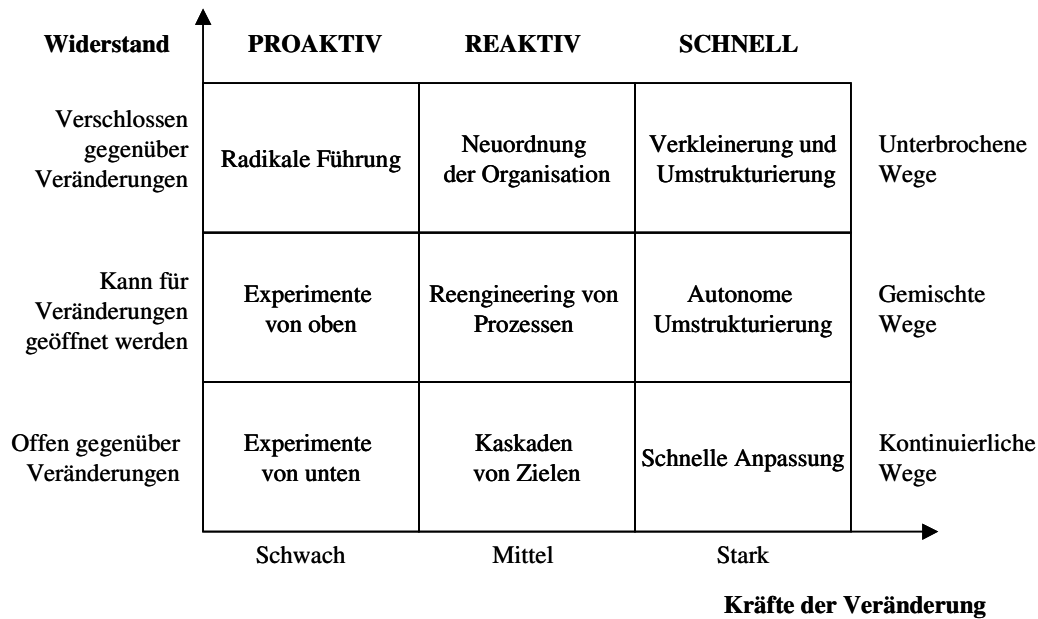 Widerstand PROAKTIV REAKTIV SCHNELL
Verschlossen
gegenüber
Veränderungen
Radikale Führung
Neuordnung
der Organisation
Verkleinerung und
Umstrukturierung
Unterbrochene
Wege
Kann für
Veränderungen
geöffnet werden
Experimente
von oben
Reengineering von
Prozessen
Autonome
Umstrukturierung
Gemischte
Wege
Offen gegenüber
Veränderungen
Experimente
von unten
Kaskaden
von Zielen
Schnelle Anpassung
Kontinuierliche
Wege
Schwach Mittel Stark
Kräfte der Veränderung